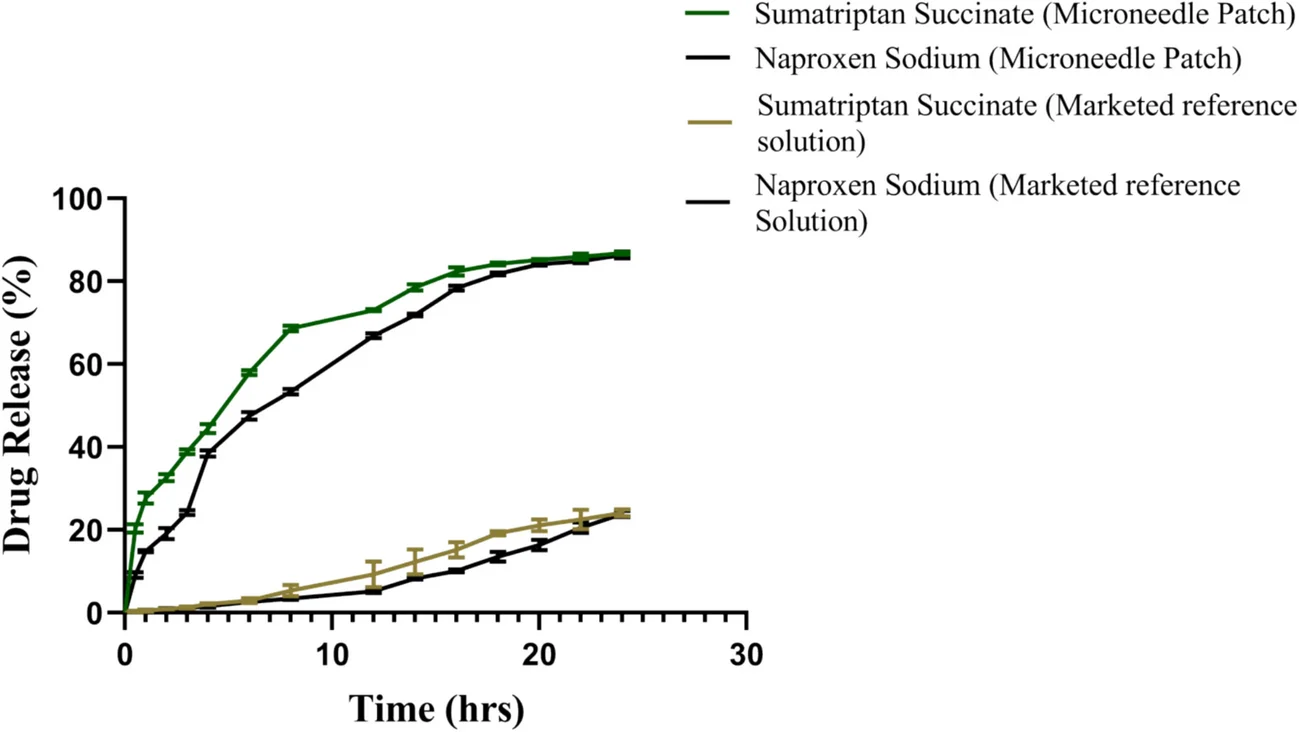 Sumatriptan Succinate (Microneedle Patch)
Naproxen Sodium (Microneedle Patch)
Sumatriptan Succinate (Marketed reference
solution)
Naproxen Sodium (Marketed reference
Solution)
100
80
60
40
20
0
Drug Release (%)
0 10 20 30
Time (hrs)